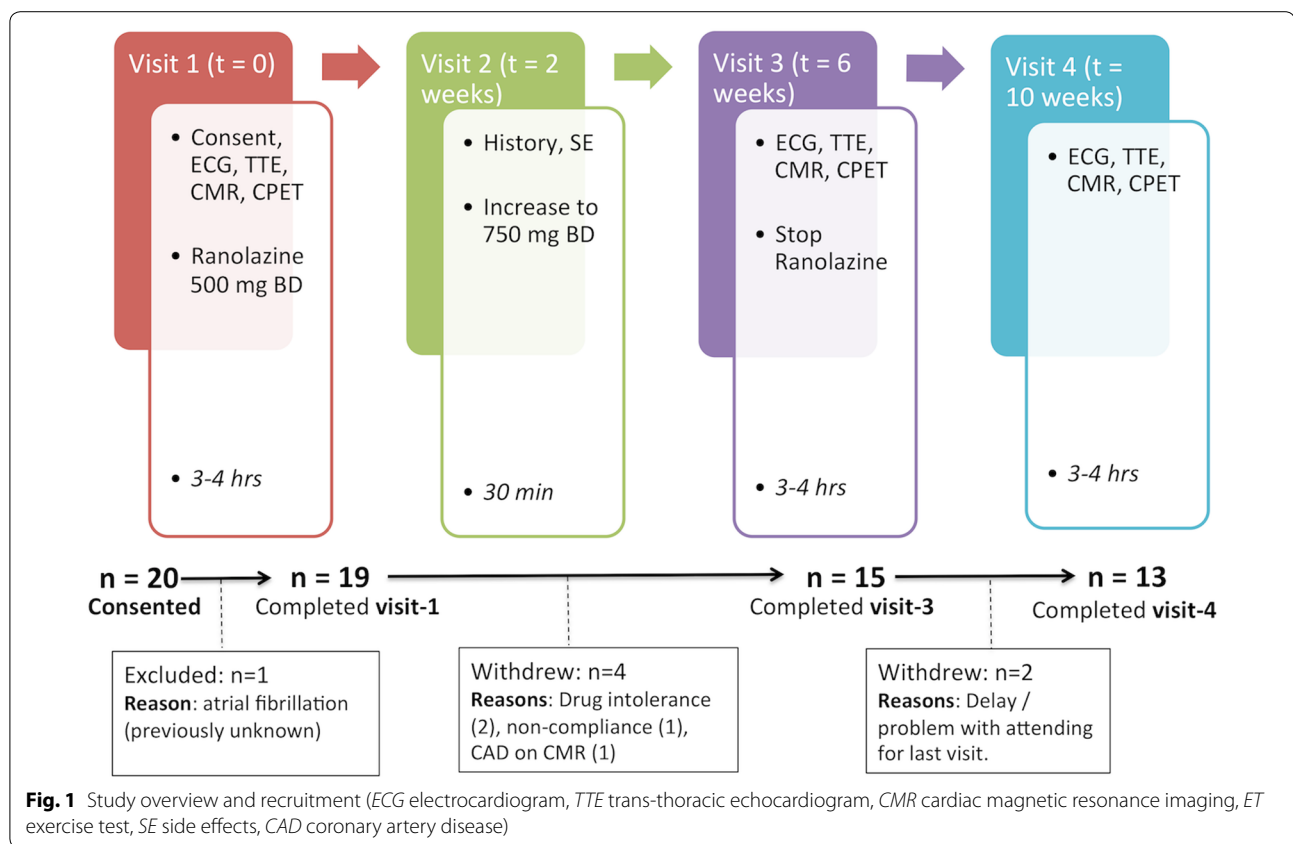 Visit 1 (t = 0)
• Consent,
ECG, TTE,
CMR, CPET
• Ranolazine
500 mg BD
• 3-4 hrs
Visit 2 (t = 2
weeks)
• History, SE
• Increase to
750 mg BD
• 30 min
Visit 3 (t = 6
weeks)
• ECG, TTE,
CMR, CPET
• Stop
Ranolazine
• 3-4 hrs
Visit 4 (t =
10 weeks)
• ECG, TTE,
CMR, CPET
• 3-4 hrs
n = 20
Consented
n = 19
Completed visit-1
n = 15
Completed visit-3
n = 13
Completed visit-4
Excluded: n=1
Reason: atrial fibrillation
(previously unknown)
Withdrew: n=4
Reasons: Drug intolerance
(2), non-compliance (1),
CAD on CMR (1)
Withdrew: n=2
Reasons: Delay /
problem with attending
for last visit.
Fig. 1 Study overview and recruitment (ECG electrocardiogram, TTE trans-thoracic echocardiogram, CMR cardiac magnetic resonance imaging, ET
exercise test, SE side effects, CAD coronary artery disease)